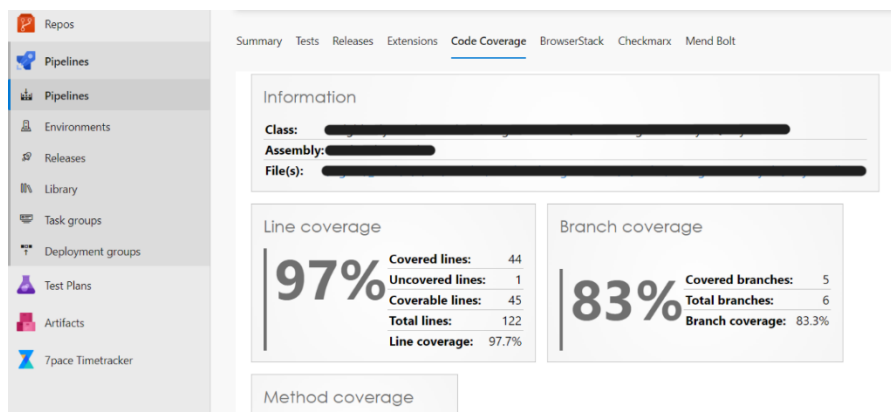 Repos
Pipelines
Pipelines
Environments
Releases
Library
Task groups
Deployment groups
Test Plans
Artifacts
7pace Timetracker
Summary Tests Releases Extensions Code Coverage BrowserStack Checkmarx Mend Bolt
Information
Class:
Assembly:
File(s):
Line coverage
97%
Covered lines: 44
Uncovered lines: 1
Coverable lines: 45
Total lines: 122
Line coverage: 97.7%
Branch coverage
83%
Covered branches: 5
Total branches: 6
Branch coverage: 83.3%
Method coverage